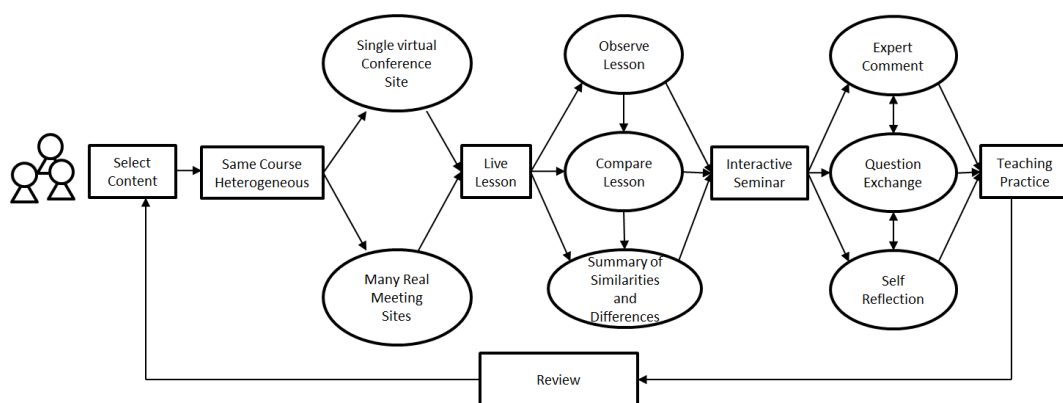 Single virtual
Conference
Site
Observe
Lesson
Expert
Comment
Select
Content
Same Course
Heterogeneous
Live
Lesson
Compare
Lesson
Interactive
Seminar
Question
Exchange
Teaching
Practice
Many Real
Meeting
Sites
Summary of
Similarities
and
Differences
Self
Reflection
Review